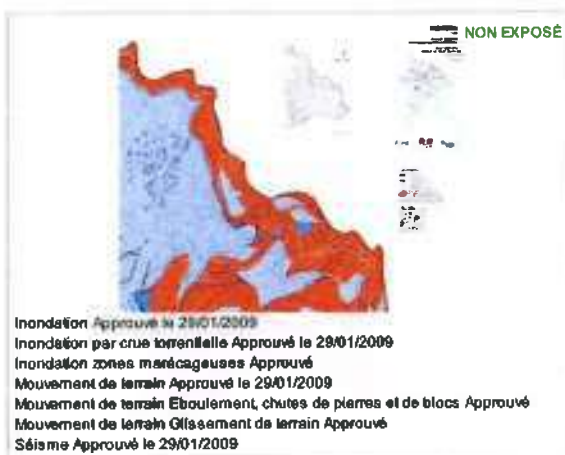 NON EXPOSÉ
Inondation Approuvé le 29/01/2009
Inondation par crue torrentielle Approuvé le 29/01/2009
Inondation zones marécageuses Approuvé
Mouvement de terrain Approuvé le 29/01/2009
Mouvement de terrain Eboulement, chutes de pierres et de blocs Approuvé
Mouvement de terrain Glissement de terrain Approuvé
Séisme Approuvé le 29/01/2009